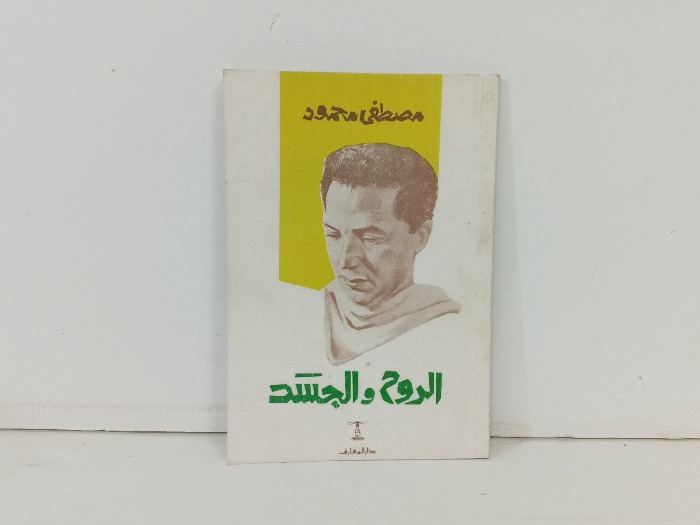 مصطفى محمود
الروح والجسد
دار المعارف